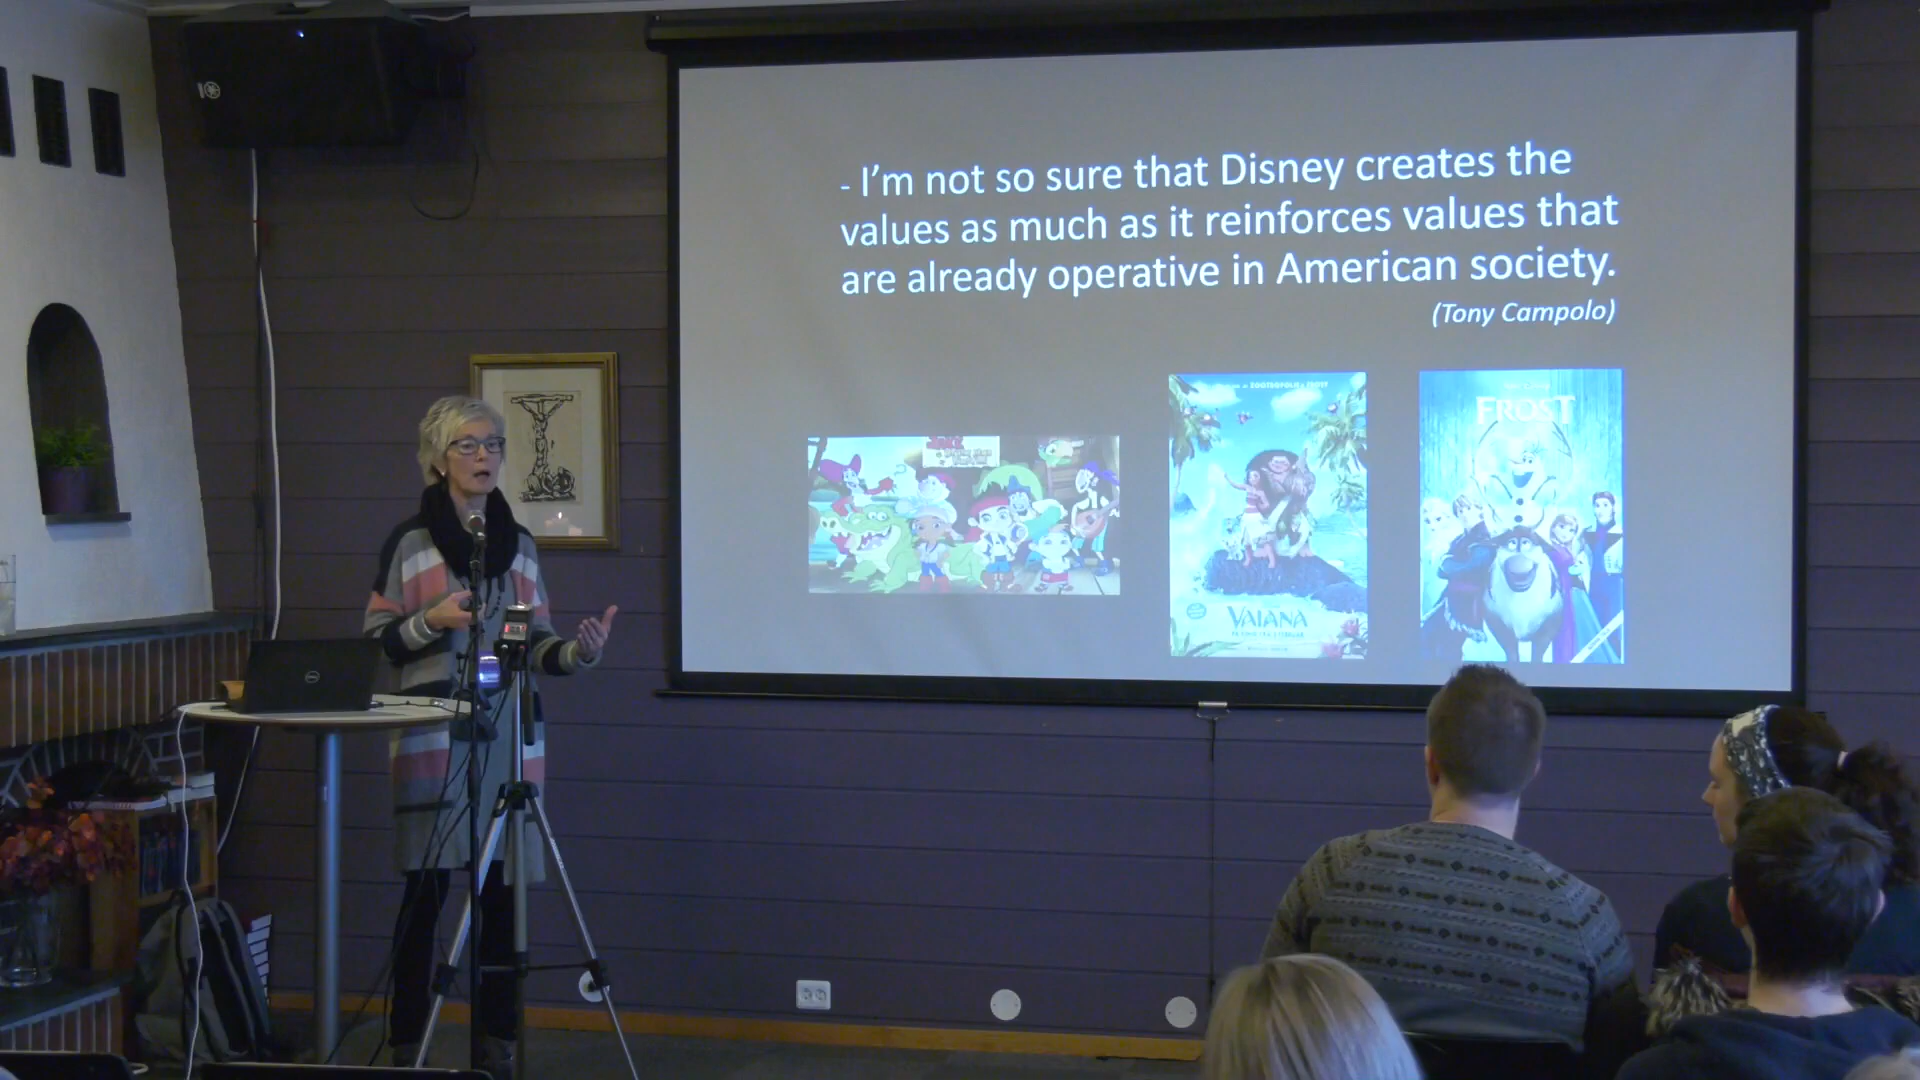 - I'm not so sure that Disney creates the
values as much as it reinforces values that
are already operative in American society.
(Tony Campolo)
VAIANA
FROST
DELL